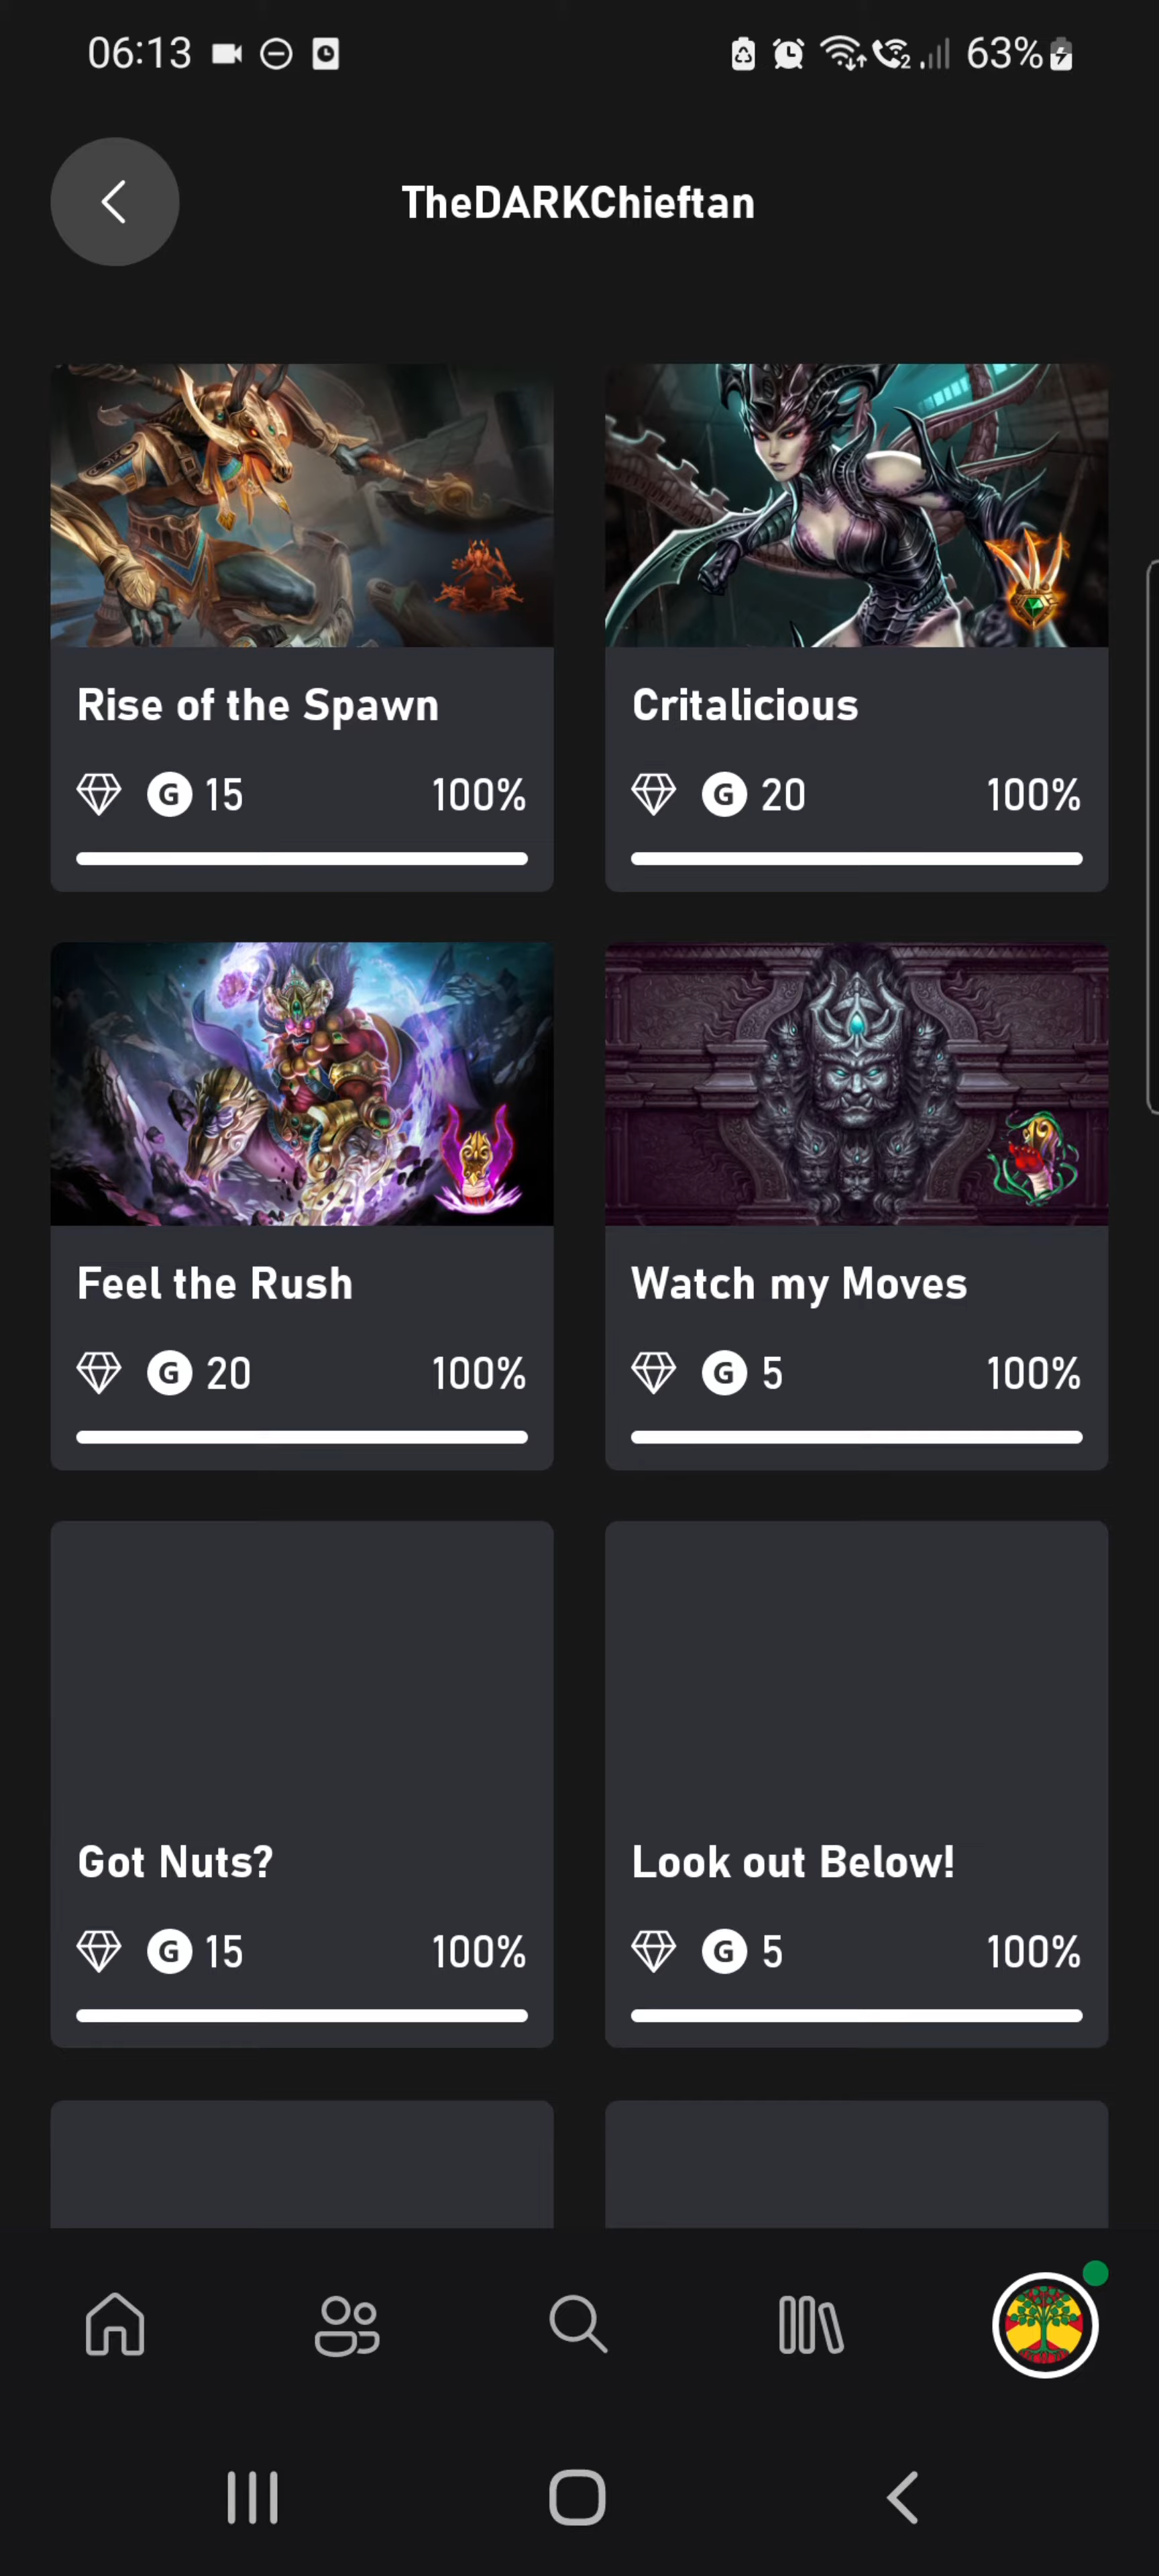 06:13 63%
TheDARKChieftan
Rise of the Spawn
G 15 100%
Critalicious
G 20 100%
Feel the Rush
G 20 100%
Watch my Moves
G 5 100%
Got Nuts?
G 15 100%
Look out Below!
G 5 100%